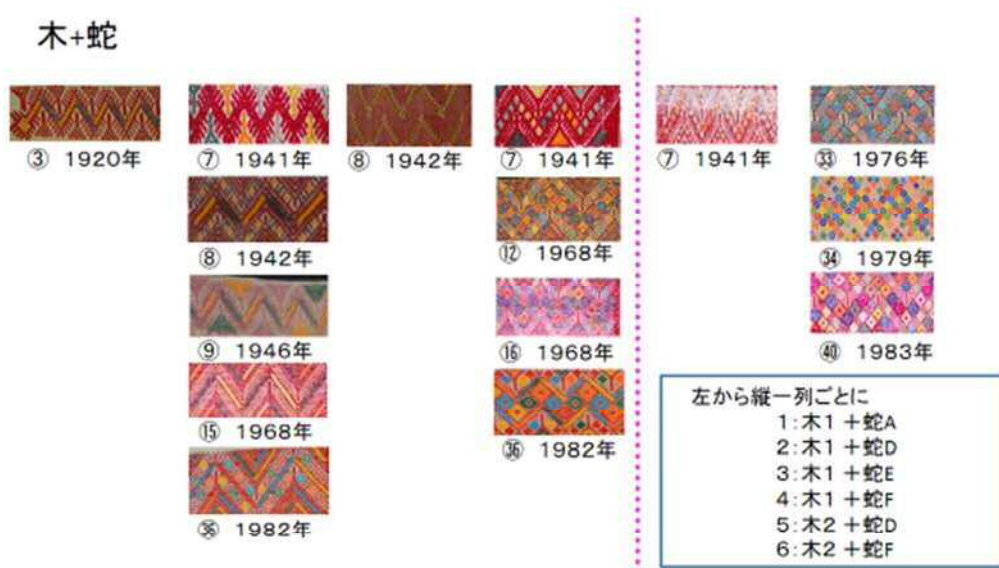 木+蛇
③ 1920年
⑦ 1941年
⑧ 1942年
⑦ 1941年
⑦ 1941年
㉝ 1976年
⑧ 1942年
⑫ 1968年
㉞ 1979年
⑨ 1946年
⑯ 1968年
㊵ 1983年
⑮ 1968年
㊱ 1982年
㊱ 1982年
左から縦一列ごとに
1:木1+蛇A
2:木1+蛇D
3:木1+蛇E
4:木1+蛇F
5:木2+蛇D
6:木2+蛇F